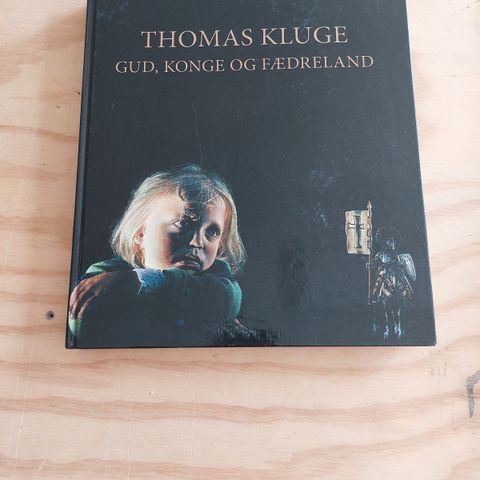 THOMAS KLUGE
GUD, KONGE OG FÆDRELAND